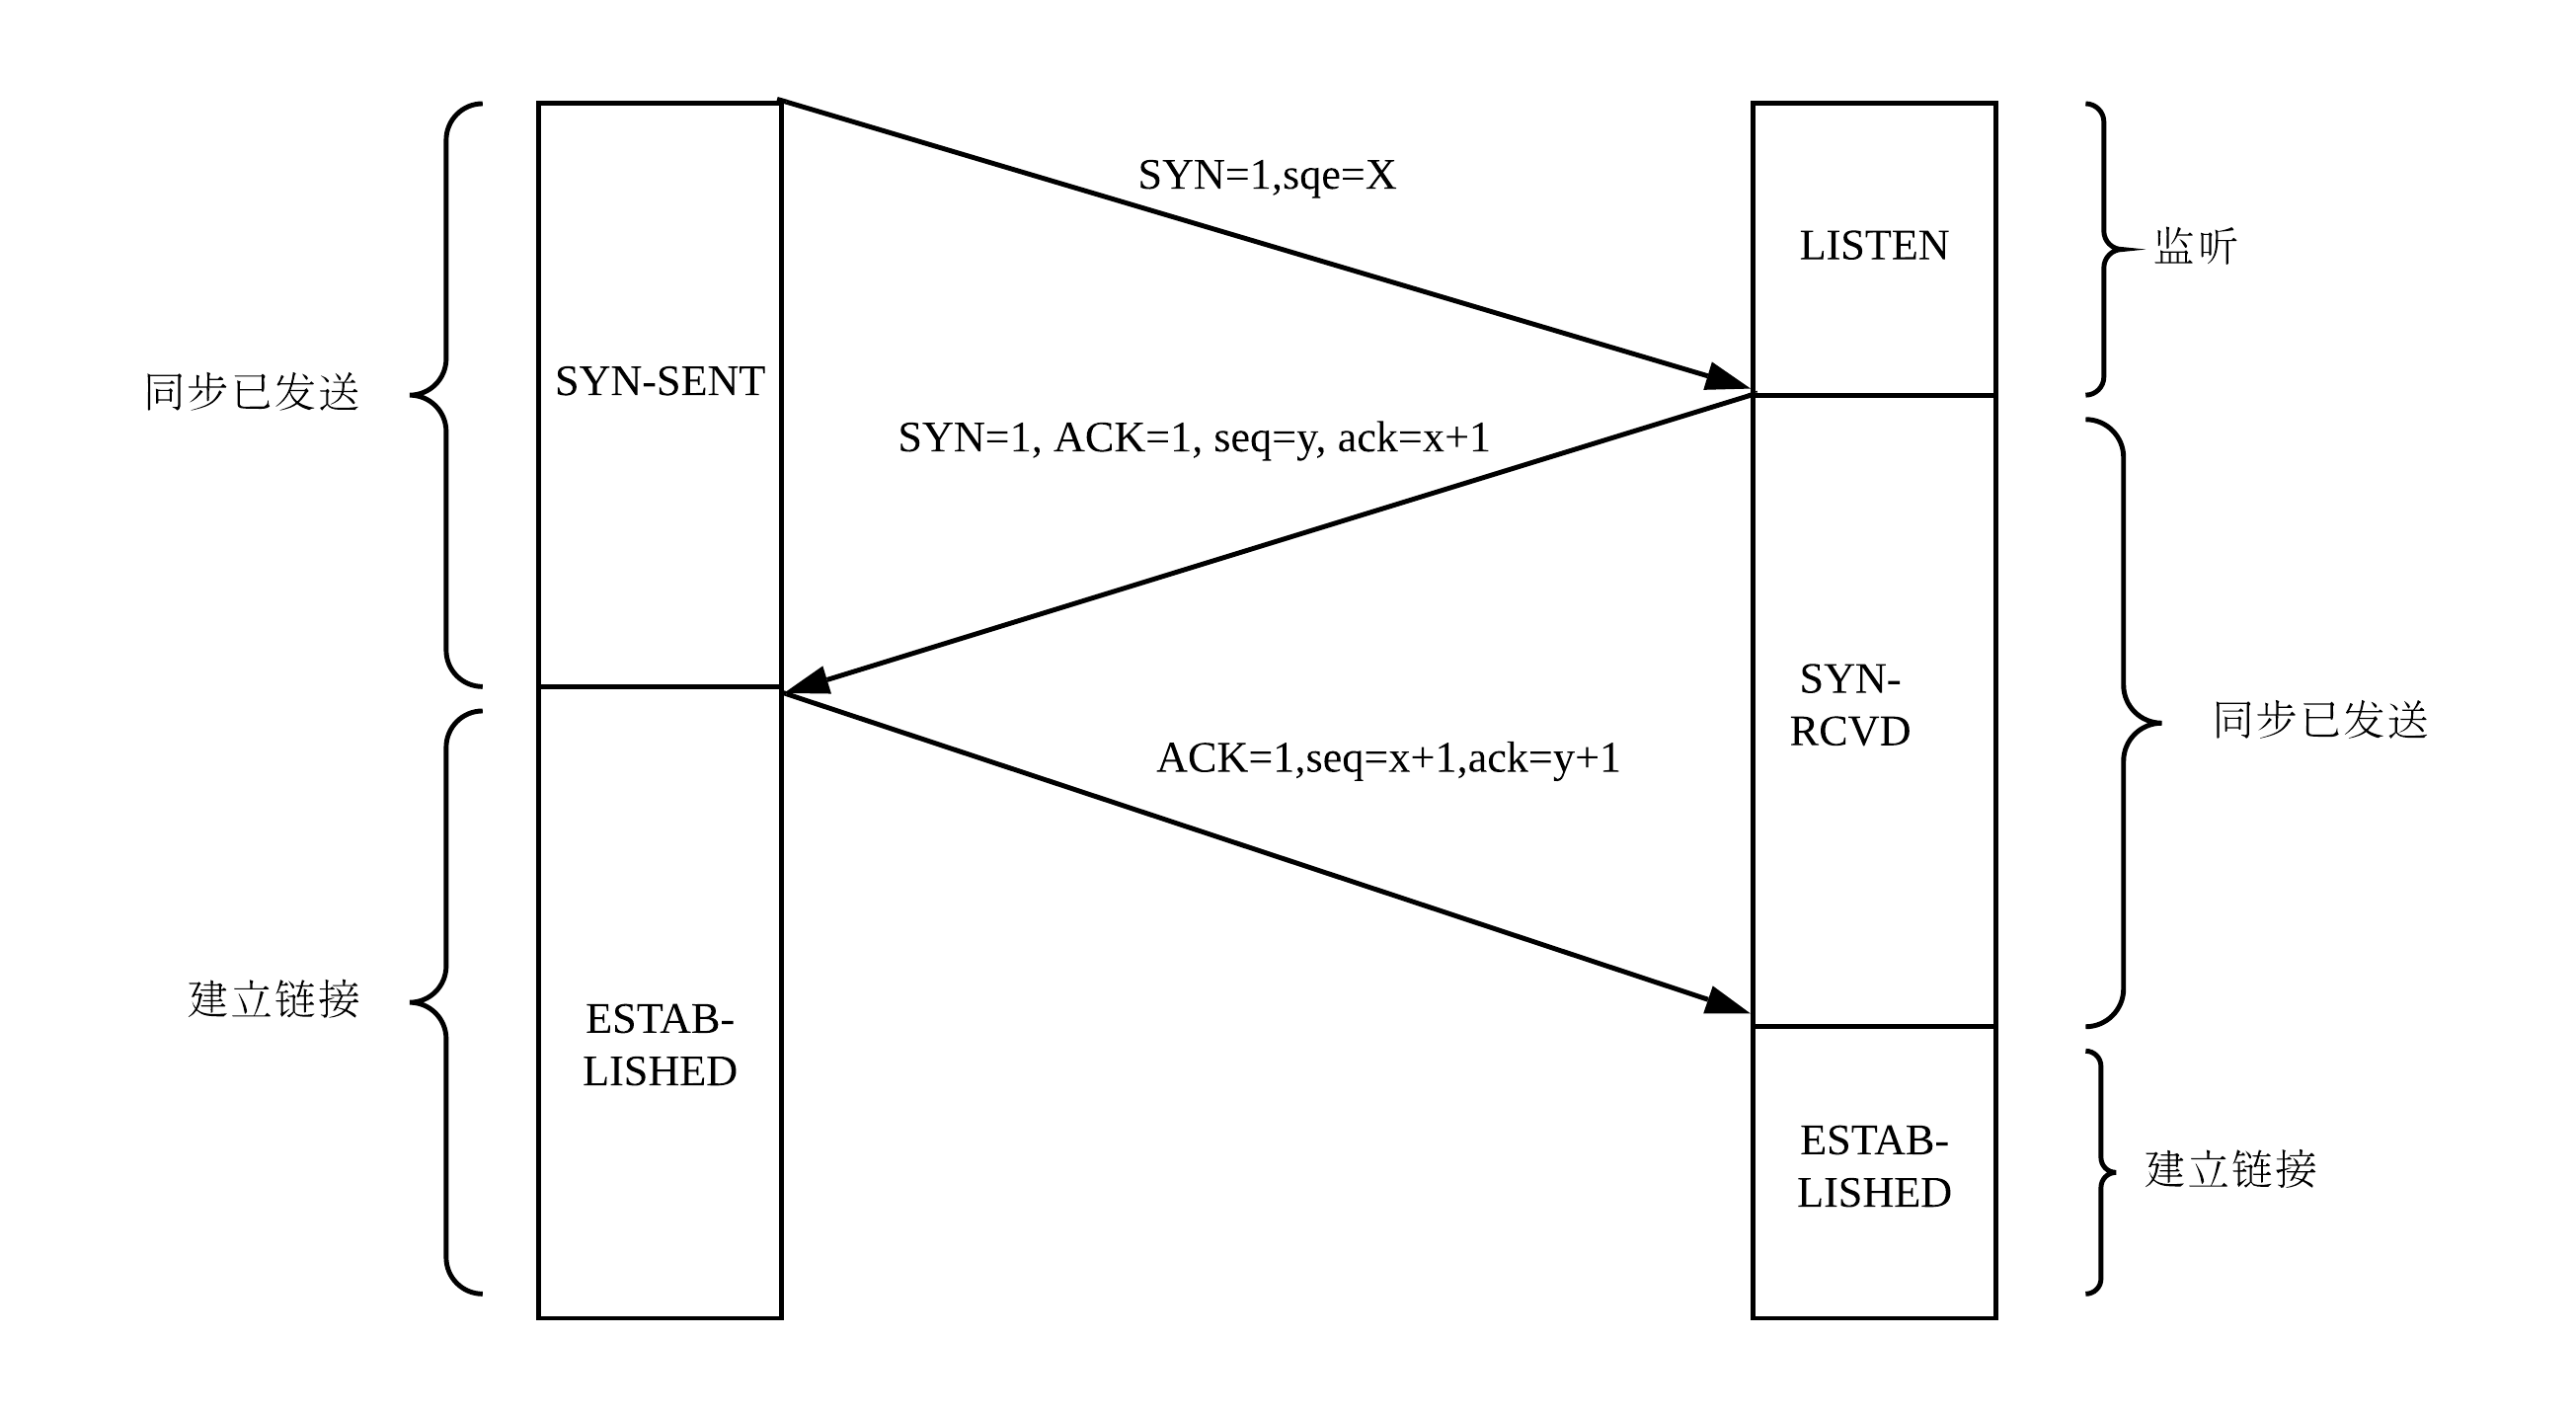 SYN=1,sqe=X
LISTEN
监听
同步已发送
SYN-SENT
SYN=1, ACK=1, seq=y, ack=x+1
SYN-
RCVD
同步已发送
ACK=1,seq=x+1,ack=y+1
建立链接
ESTAB-
LISHED
ESTAB-
LISHED
建立链接